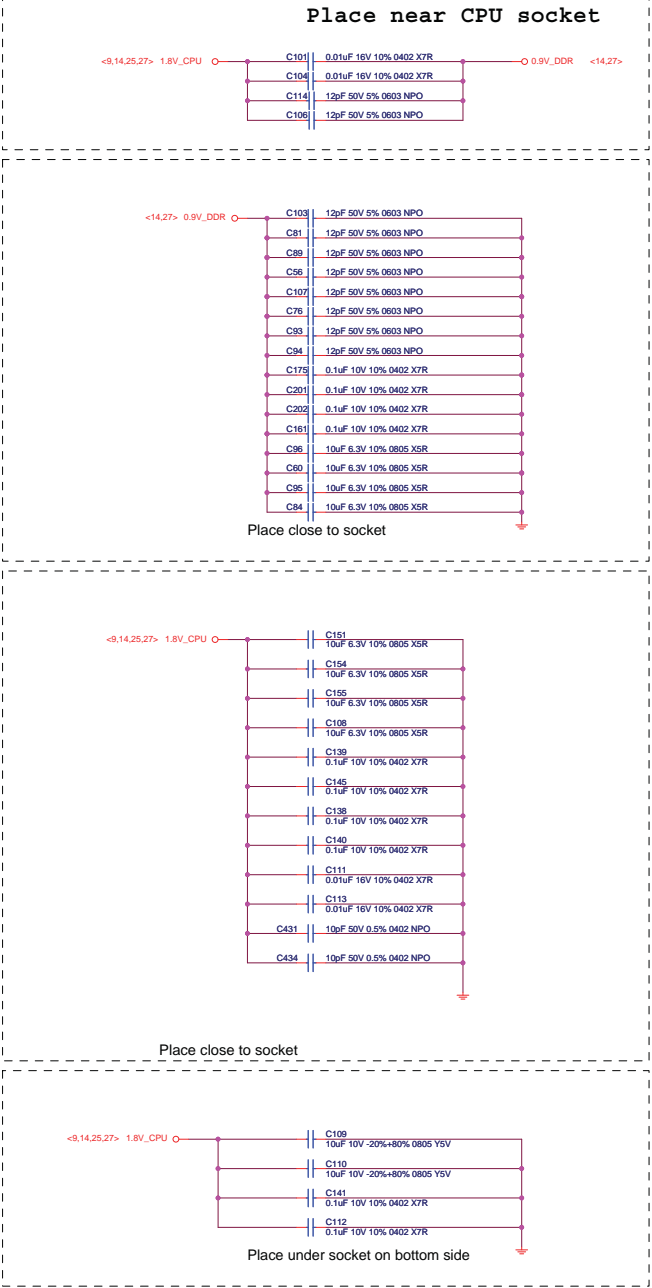 Place near CPU socket
<9,14,25,27> 1.8V_CPU C101 0.01uF 16V 10% 0402 X7R 0.9V_DDR <14,27>
C104 0.01uF 16V 10% 0402 X7R
C114 12pF 50V 5% 0603 NPO
C106 12pF 50V 5% 0603 NPO
<14,27> 0.9V_DDR C103 12pF 50V 5% 0603 NPO
C81 12pF 50V 5% 0603 NPO
C89 12pF 50V 5% 0603 NPO
C56 12pF 50V 5% 0603 NPO
C107 12pF 50V 5% 0603 NPO
C76 12pF 50V 5% 0603 NPO
C93 12pF 50V 5% 0603 NPO
C94 12pF 50V 5% 0603 NPO
C175 0.1uF 10V 10% 0402 X7R
C201 0.1uF 10V 10% 0402 X7R
C202 0.1uF 10V 10% 0402 X7R
C161 0.1uF 10V 10% 0402 X7R
C96 10uF 6.3V 10% 0805 X5R
C60 10uF 6.3V 10% 0805 X5R
C95 10uF 6.3V 10% 0805 X5R
C84 10uF 6.3V 10% 0805 X5R
Place close to socket
<9,14,25,27> 1.8V_CPU C151
10uF 6.3V 10% 0805 X5R
C154
10uF 6.3V 10% 0805 X5R
C155
10uF 6.3V 10% 0805 X5R
C108
10uF 6.3V 10% 0805 X5R
C139
0.1uF 10V 10% 0402 X7R
C145
0.1uF 10V 10% 0402 X7R
C138
0.1uF 10V 10% 0402 X7R
C140
0.1uF 10V 10% 0402 X7R
C111
0.01uF 16V 10% 0402 X7R
C113
0.01uF 16V 10% 0402 X7R
C431 10pF 50V 0.5% 0402 NPO
C434 10pF 50V 0.5% 0402 NPO
Place close to socket
<9,14,25,27> 1.8V_CPU C109
10uF 10V -20%+80% 0805 Y5V
C110
10uF 10V -20%+80% 0805 Y5V
C141
0.1uF 10V 10% 0402 X7R
C112
0.1uF 10V 10% 0402 X7R
Place under socket on bottom side